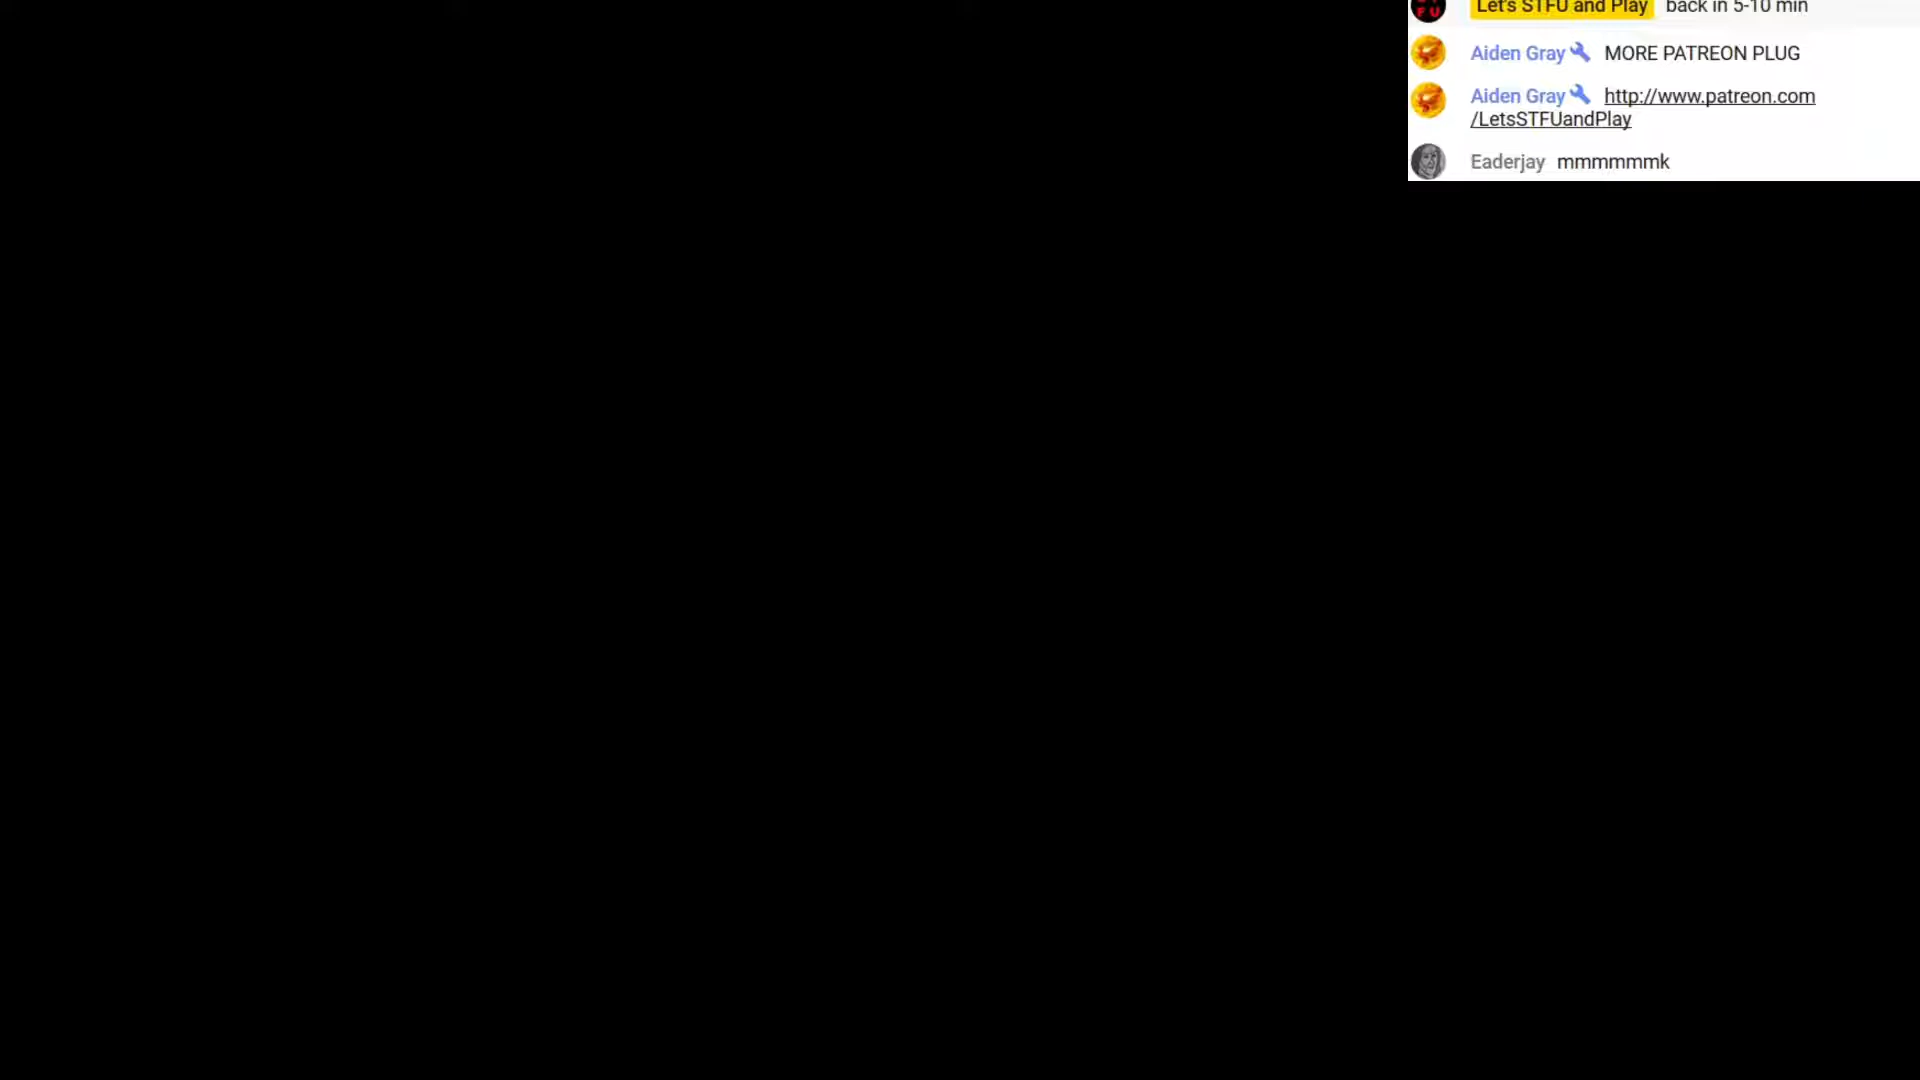 Let's STFU and Play back in 5-10 min
Aiden Gray MORE PATREON PLUG
Aiden Gray http://www.patreon.com
/LetsSTFUandPlay
Eaderjay mmmmmmk